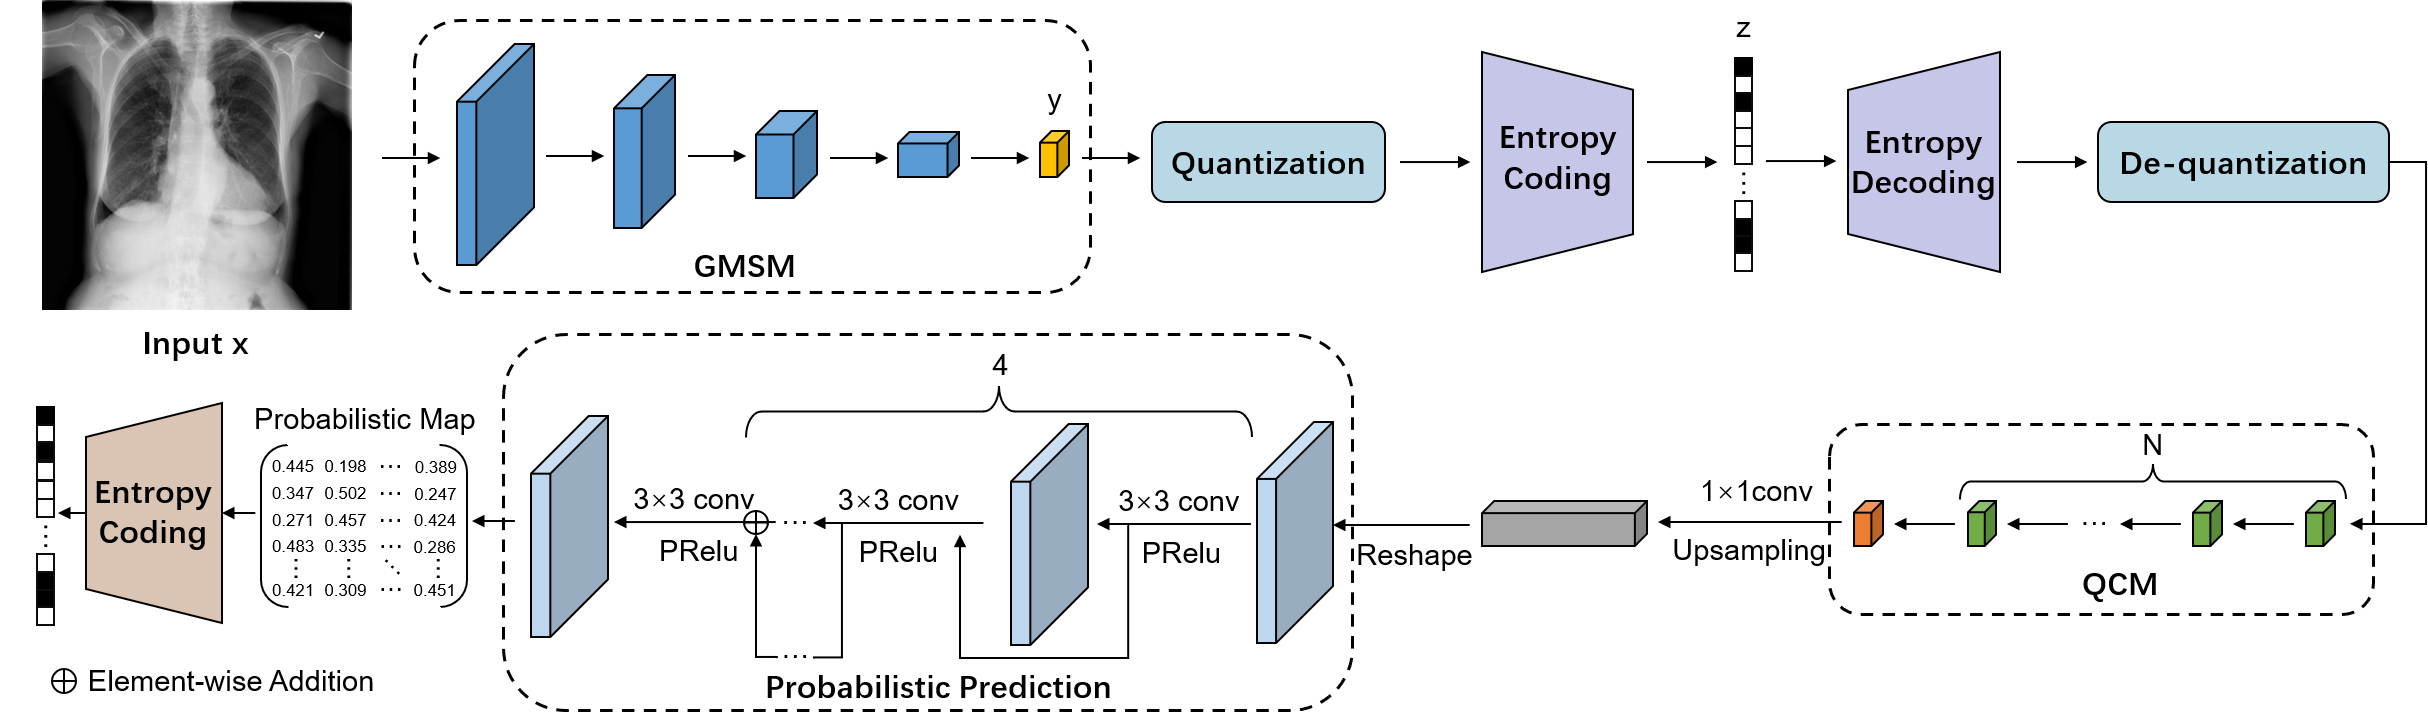 Input x
GMSM
y
Quantization
Entropy
Coding
z
Entropy
Decoding
De-quantization
N
QCM
1×1conv
Upsampling
Reshape
4
3×3 conv
PRelu
3×3 conv
PRelu
3×3 conv
PRelu
Probabilistic Prediction
Probabilistic Map
0.445 0.198 ··· 0.389
0.347 0.502 ··· 0.247
0.271 0.457 ··· 0.424
0.483 0.335 ··· 0.286
0.421 0.309 ··· 0.451
Entropy
Coding
Element-wise Addition